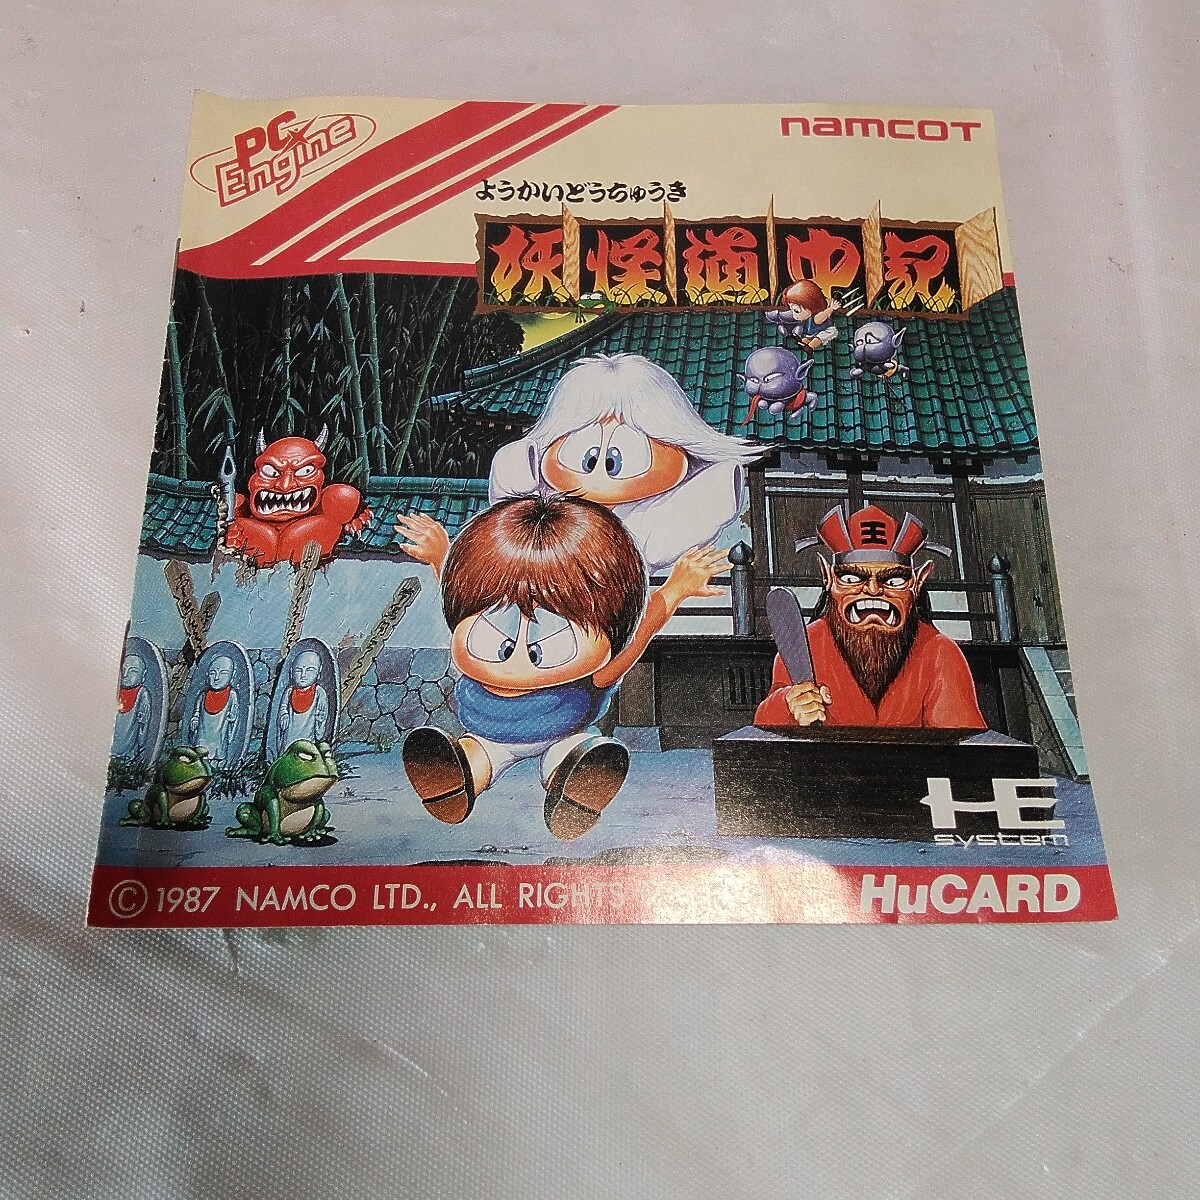 PC Engine
namcot
ようかいどうちゅうき
妖怪道中記
王
HE
system
© 1987 NAMCO LTD., ALL RIGHTS
HuCARD